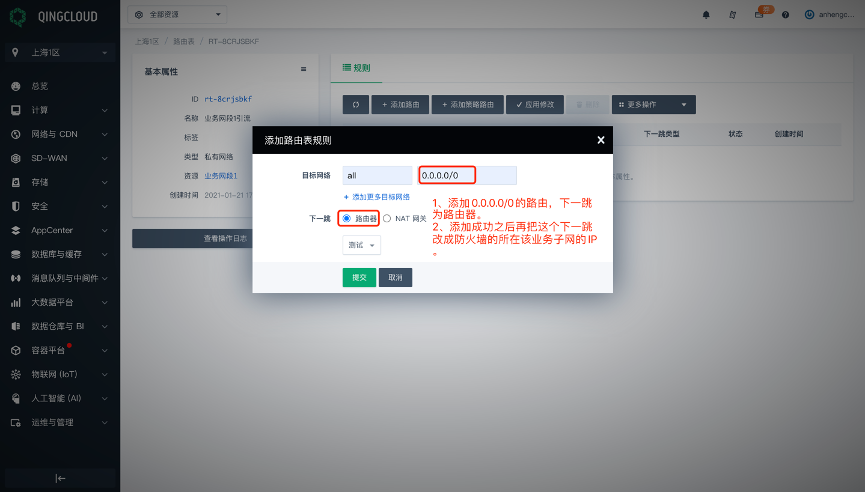 QINGCLOUD
全部资源
上海1区
总览
计算
网络与 CDN
SD-WAN
存储
安全
AppCenter
数据库与缓存
消息队列与中间件
大数据平台
数据仓库与 BI
容器平台
物联网 (IoT)
人工智能 (AI)
运维与管理
上海1区 / 路由表 / RT-8CRJSBKF
基本属性
ID rt-8crjsbkf
名称 业务网段1引流
标签
类型 私有网络
资源 业务网段1
创建时间 2021-01-21 17
查看操作日志
规则
+ 添加路由
+ 添加策略路由
✓ 应用修改
更多操作
下一跳类型 状态 创建时间
属性。
添加路由表规则
目标网络 all 0.0.0.0/0
+ 添加更多目标网络
下一跳 路由器 NAT 网关
测试
提交 取消
1、添加0.0.0.0/0的路由，下一跳
为路由器。
2、添加成功之后再把这个下一跳
改成防火墙的所在该业务子网的IP
。